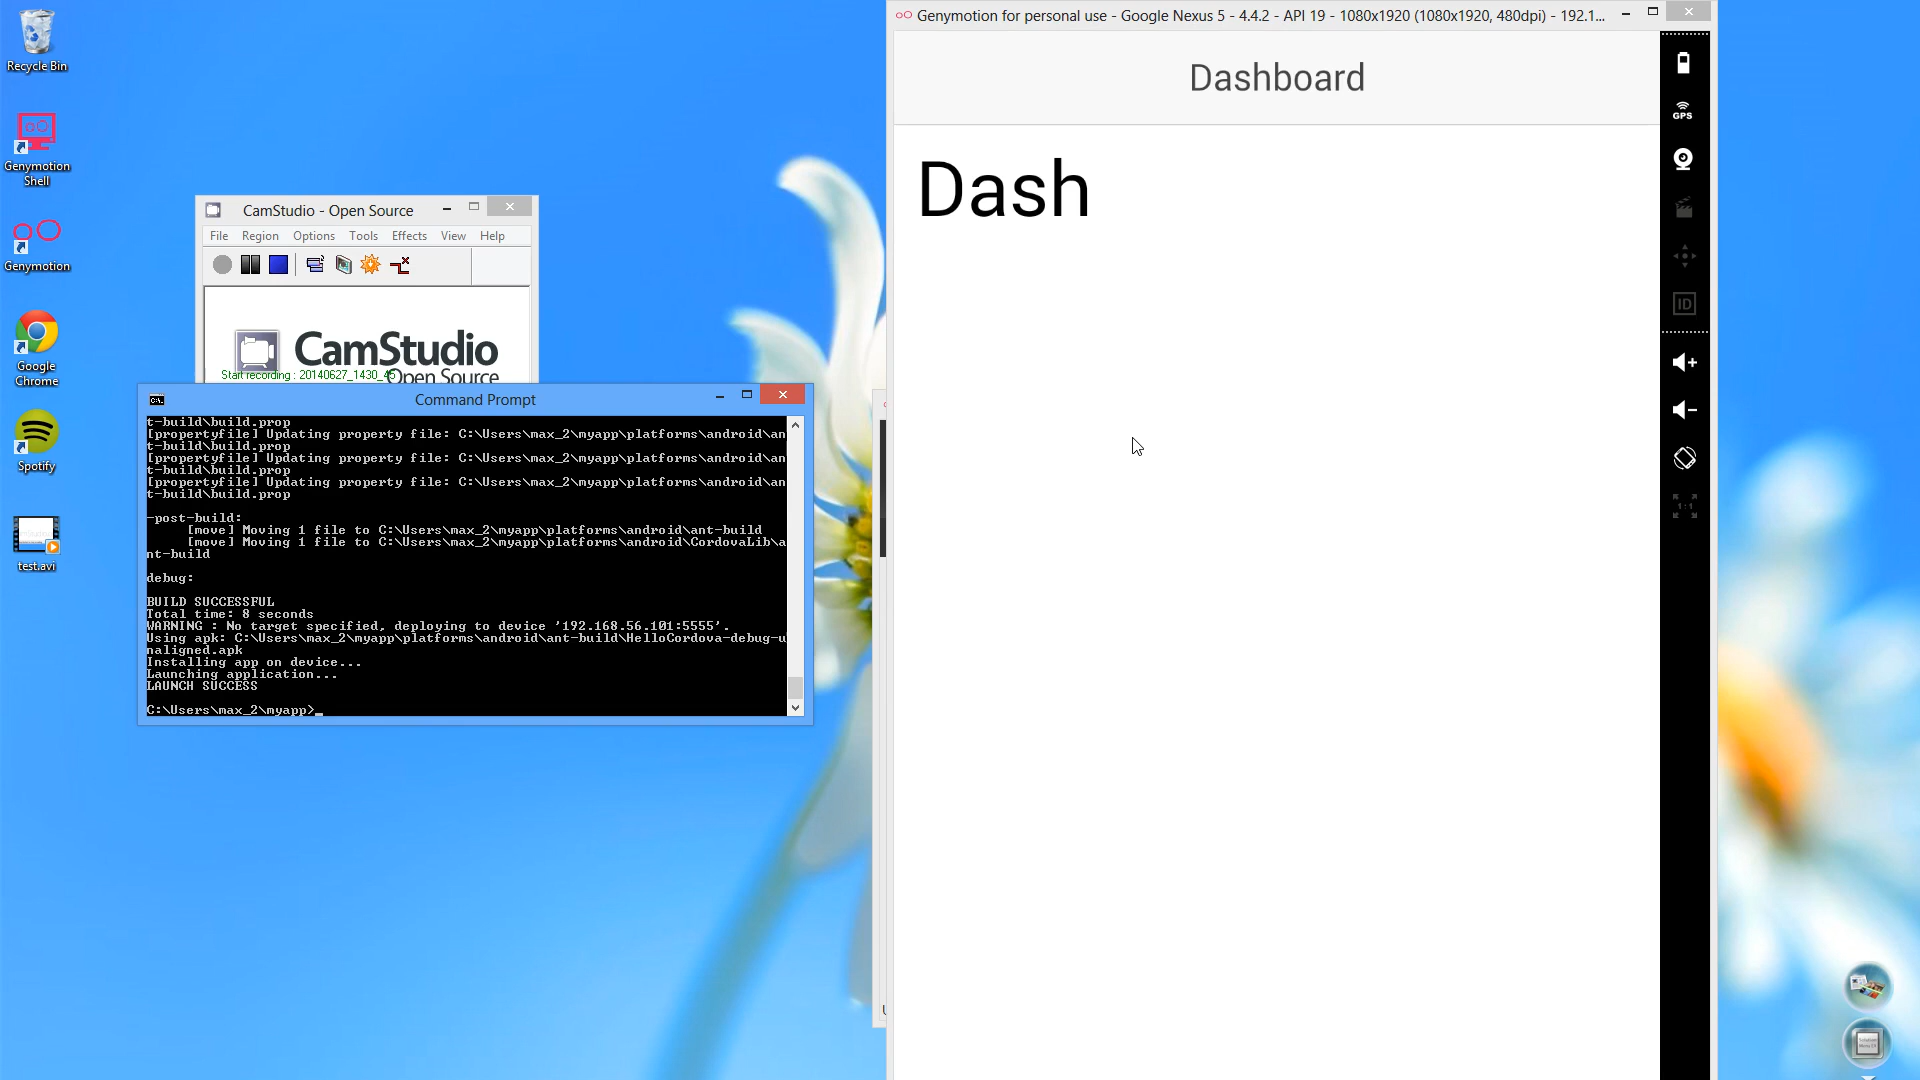 Recycle Bin
Genymotion
Shell
Genymotion
Google
Chrome
Spotify
test.avi
CamStudio - Open Source
File Region Options Tools Effects View Help
CamStudio
Open Source
Start recording : 20140627_1430_45
Command Prompt
t-build\build.prop
[propertyfile] Updating property file: C:\Users\max_2\myapp\platforms\android\an
t-build\build.prop
[propertyfile] Updating property file: C:\Users\max_2\myapp\platforms\android\an
t-build\build.prop
[propertyfile] Updating property file: C:\Users\max_2\myapp\platforms\android\an
t-build\build.prop
-post-build:
[move] Moving 1 file to C:\Users\max_2\myapp\platforms\android\ant-build
[move] Moving 1 file to C:\Users\max_2\myapp\platforms\android\CordovaLib\a
nt-build
debug:
BUILD SUCCESSFUL
Total time: 8 seconds
WARNING : No target specified, deploying to device '192.168.56.101:5555'.
Using apk: C:\Users\max_2\myapp\platforms\android\ant-build\HelloCordova-debug-u
naligned.apk
Installing app on device...
Launching application...
LAUNCH SUCCESS
C:\Users\max_2\myapp>_
Genymotion for personal use - Google Nexus 5 - 4.4.2 - API 19 - 1080x1920 (1080x1920, 480dpi) - 192.1...
Dashboard
Dash
GPS
ID
1:1